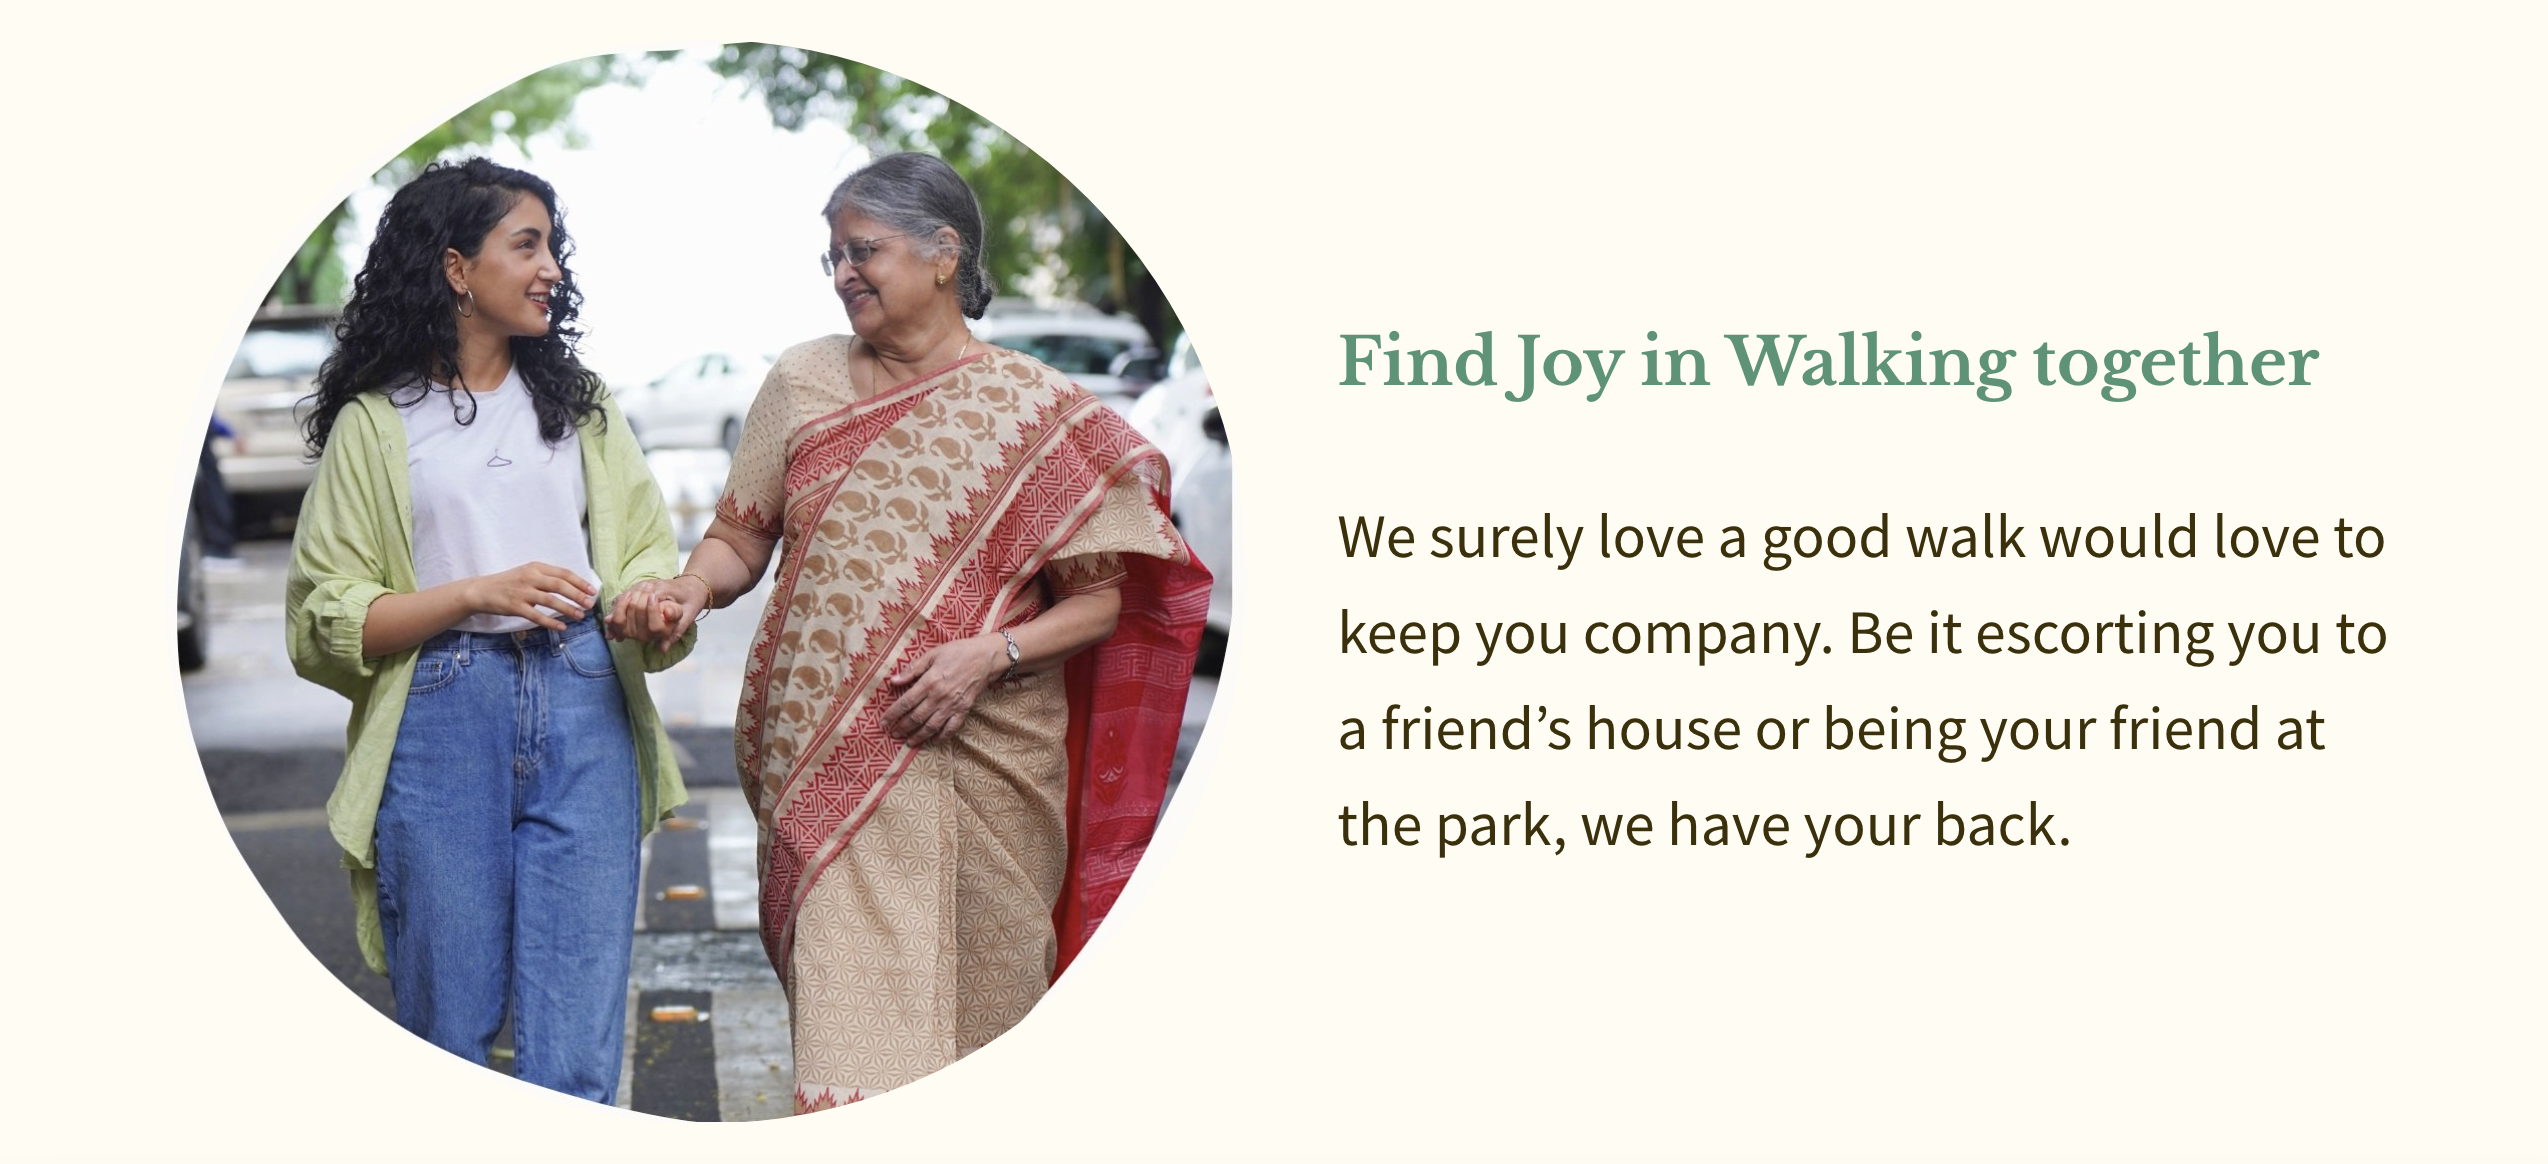 Find Joy in Walking together
We surely love a good walk would love to
keep you company. Be it escorting you to
a friend’s house or being your friend at
the park, we have your back.